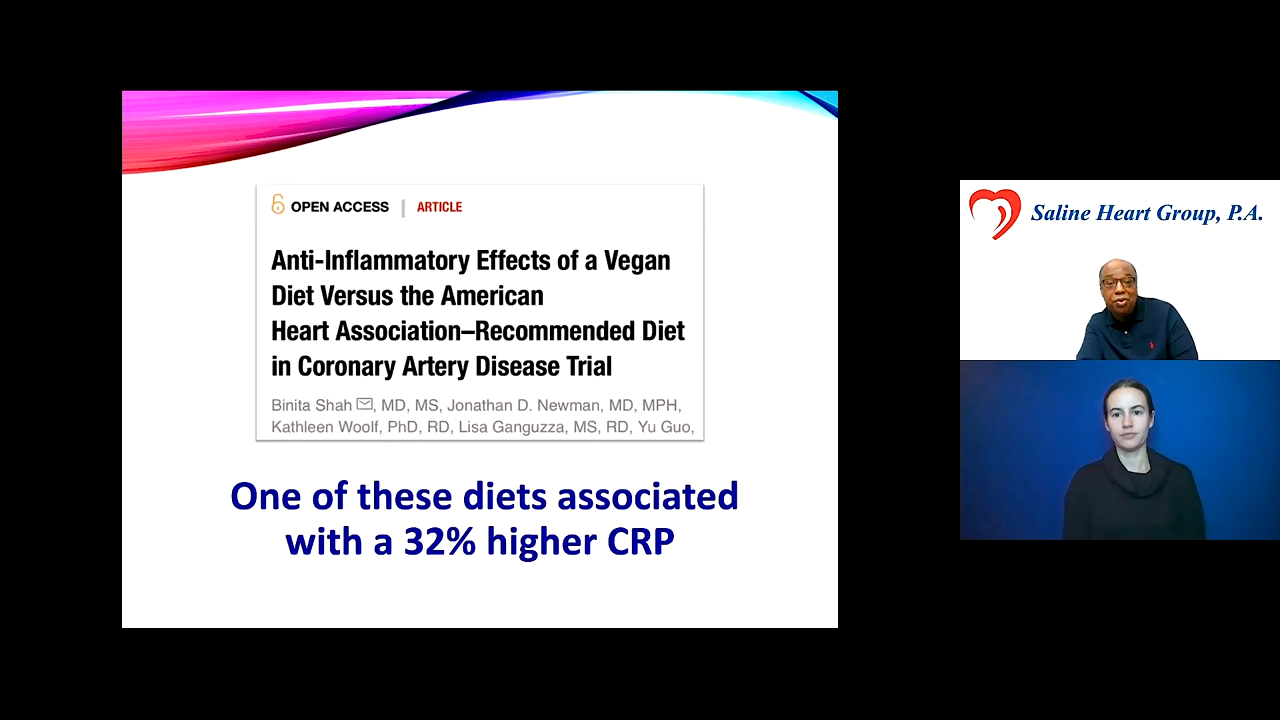 OPEN ACCESS | ARTICLE
Anti-Inflammatory Effects of a Vegan
Diet Versus the American
Heart Association–Recommended Diet
in Coronary Artery Disease Trial
Binita Shah , MD, MS, Jonathan D. Newman, MD, MPH,
Kathleen Woolf, PhD, RD, Lisa Ganguzza, MS, RD, Yu Guo,
One of these diets associated
with a 32% higher CRP
Saline Heart Group, P.A.